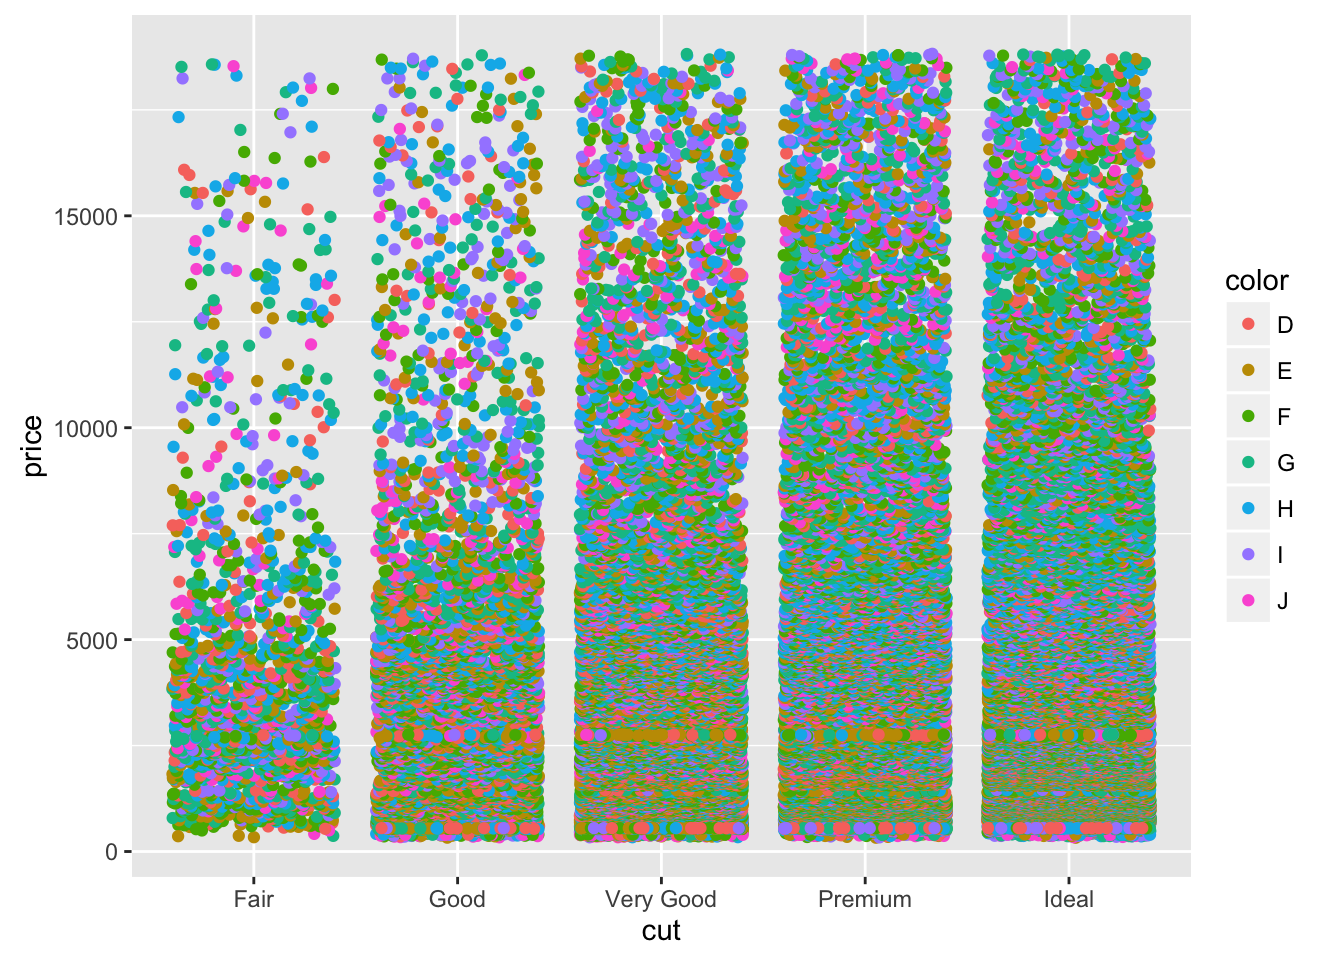 15000
10000
5000
0
price
Fair
Good
Very Good
Premium
Ideal
cut
color
D
E
F
G
H
I
J